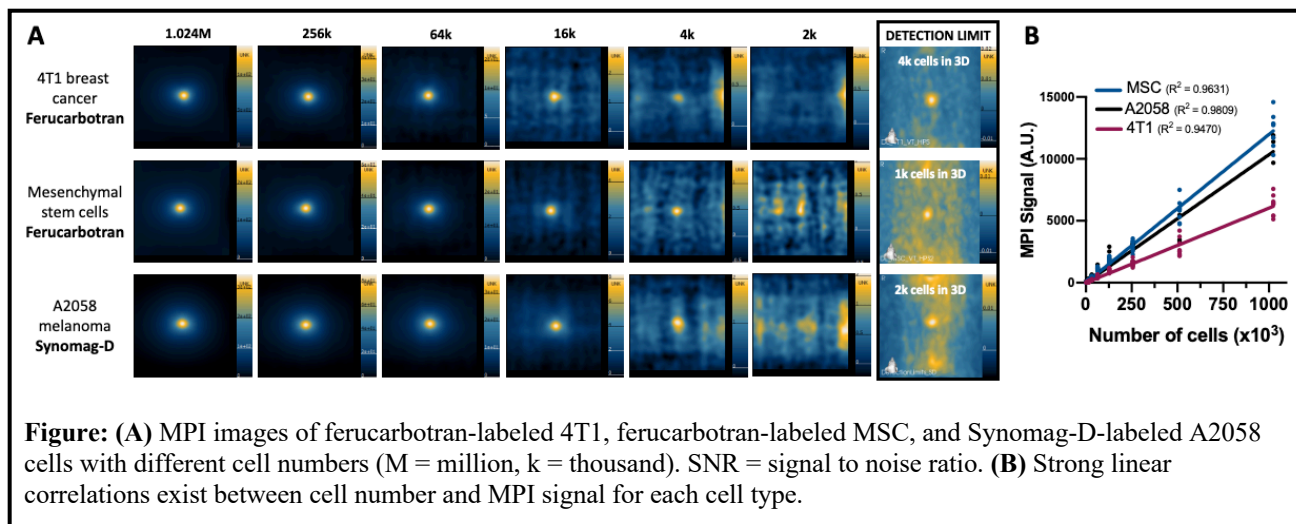 A
1.024M 256k 64k 16k 4k 2k DETECTION LIMIT
4T1 breast
cancer
Ferucarbotran
4k cells in 3D
Mesenchymal
stem cells
Ferucarbotran
1k cells in 3D
A2058
melanoma
Synomag-D
2k cells in 3D
B
MSC (R² = 0.9631)
A2058 (R² = 0.9809)
4T1 (R² = 0.9470)
MPI Signal (A.U.)
15000
10000
5000
0
0 250 500 750 1000
Number of cells (x10³)
Figure: (A) MPI images of ferucarbotran-labeled 4T1, ferucarbotran-labeled MSC, and Synomag-D-labeled A2058
cells with different cell numbers (M = million, k = thousand). SNR = signal to noise ratio. (B) Strong linear
correlations exist between cell number and MPI signal for each cell type.